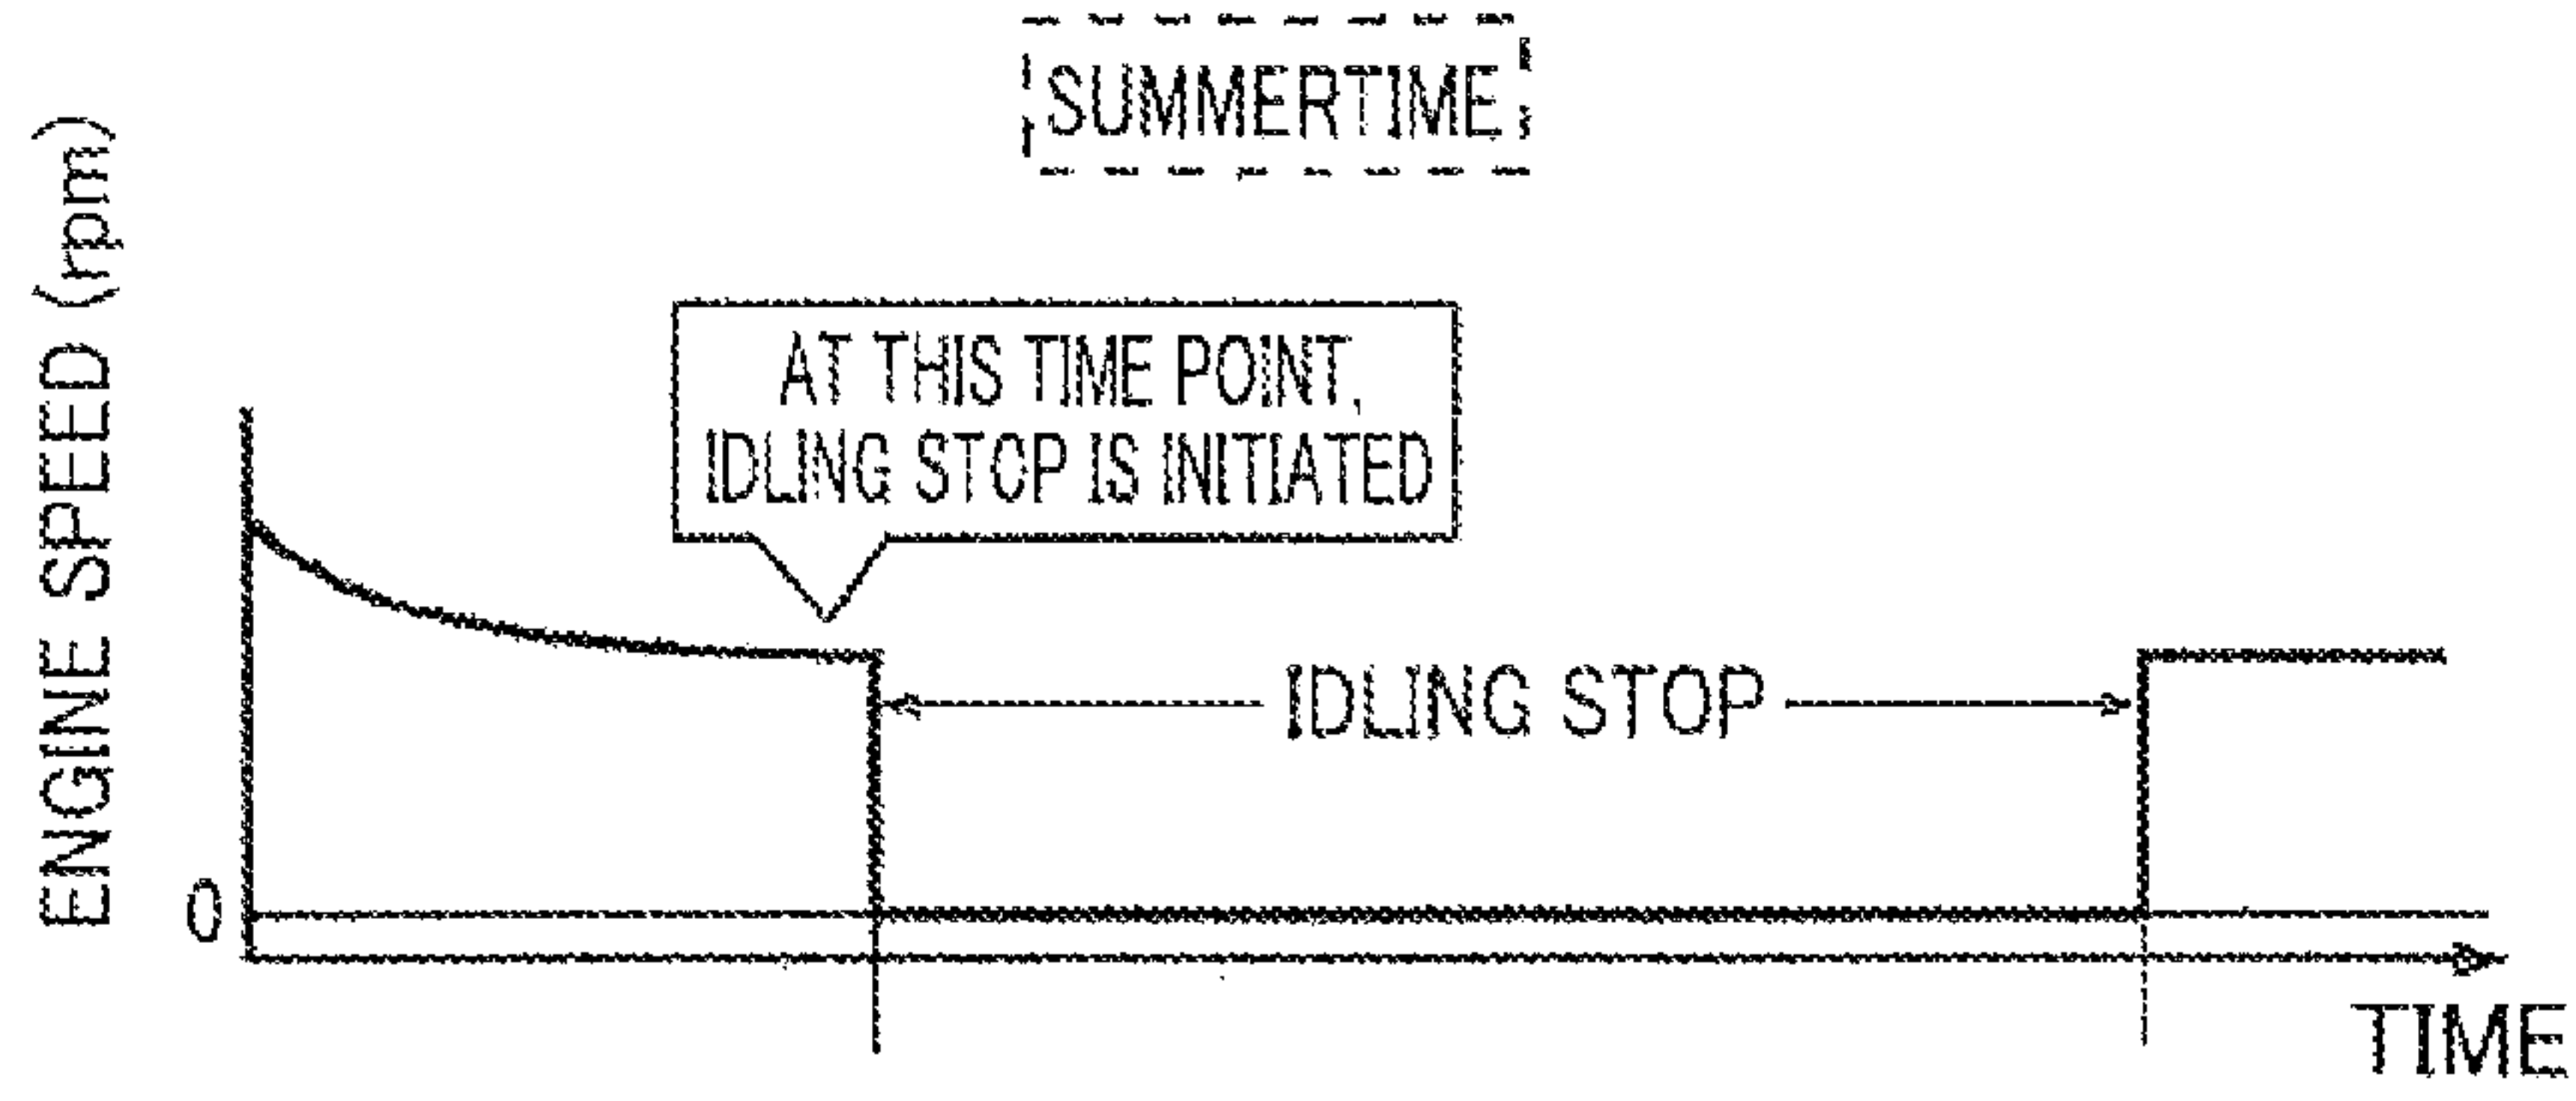 SUMMERTIME
ENGINE SPEED (rpm)
AT THIS TIME POINT,
IDLING STOP IS INITIATED
IDLING STOP
0
TIME